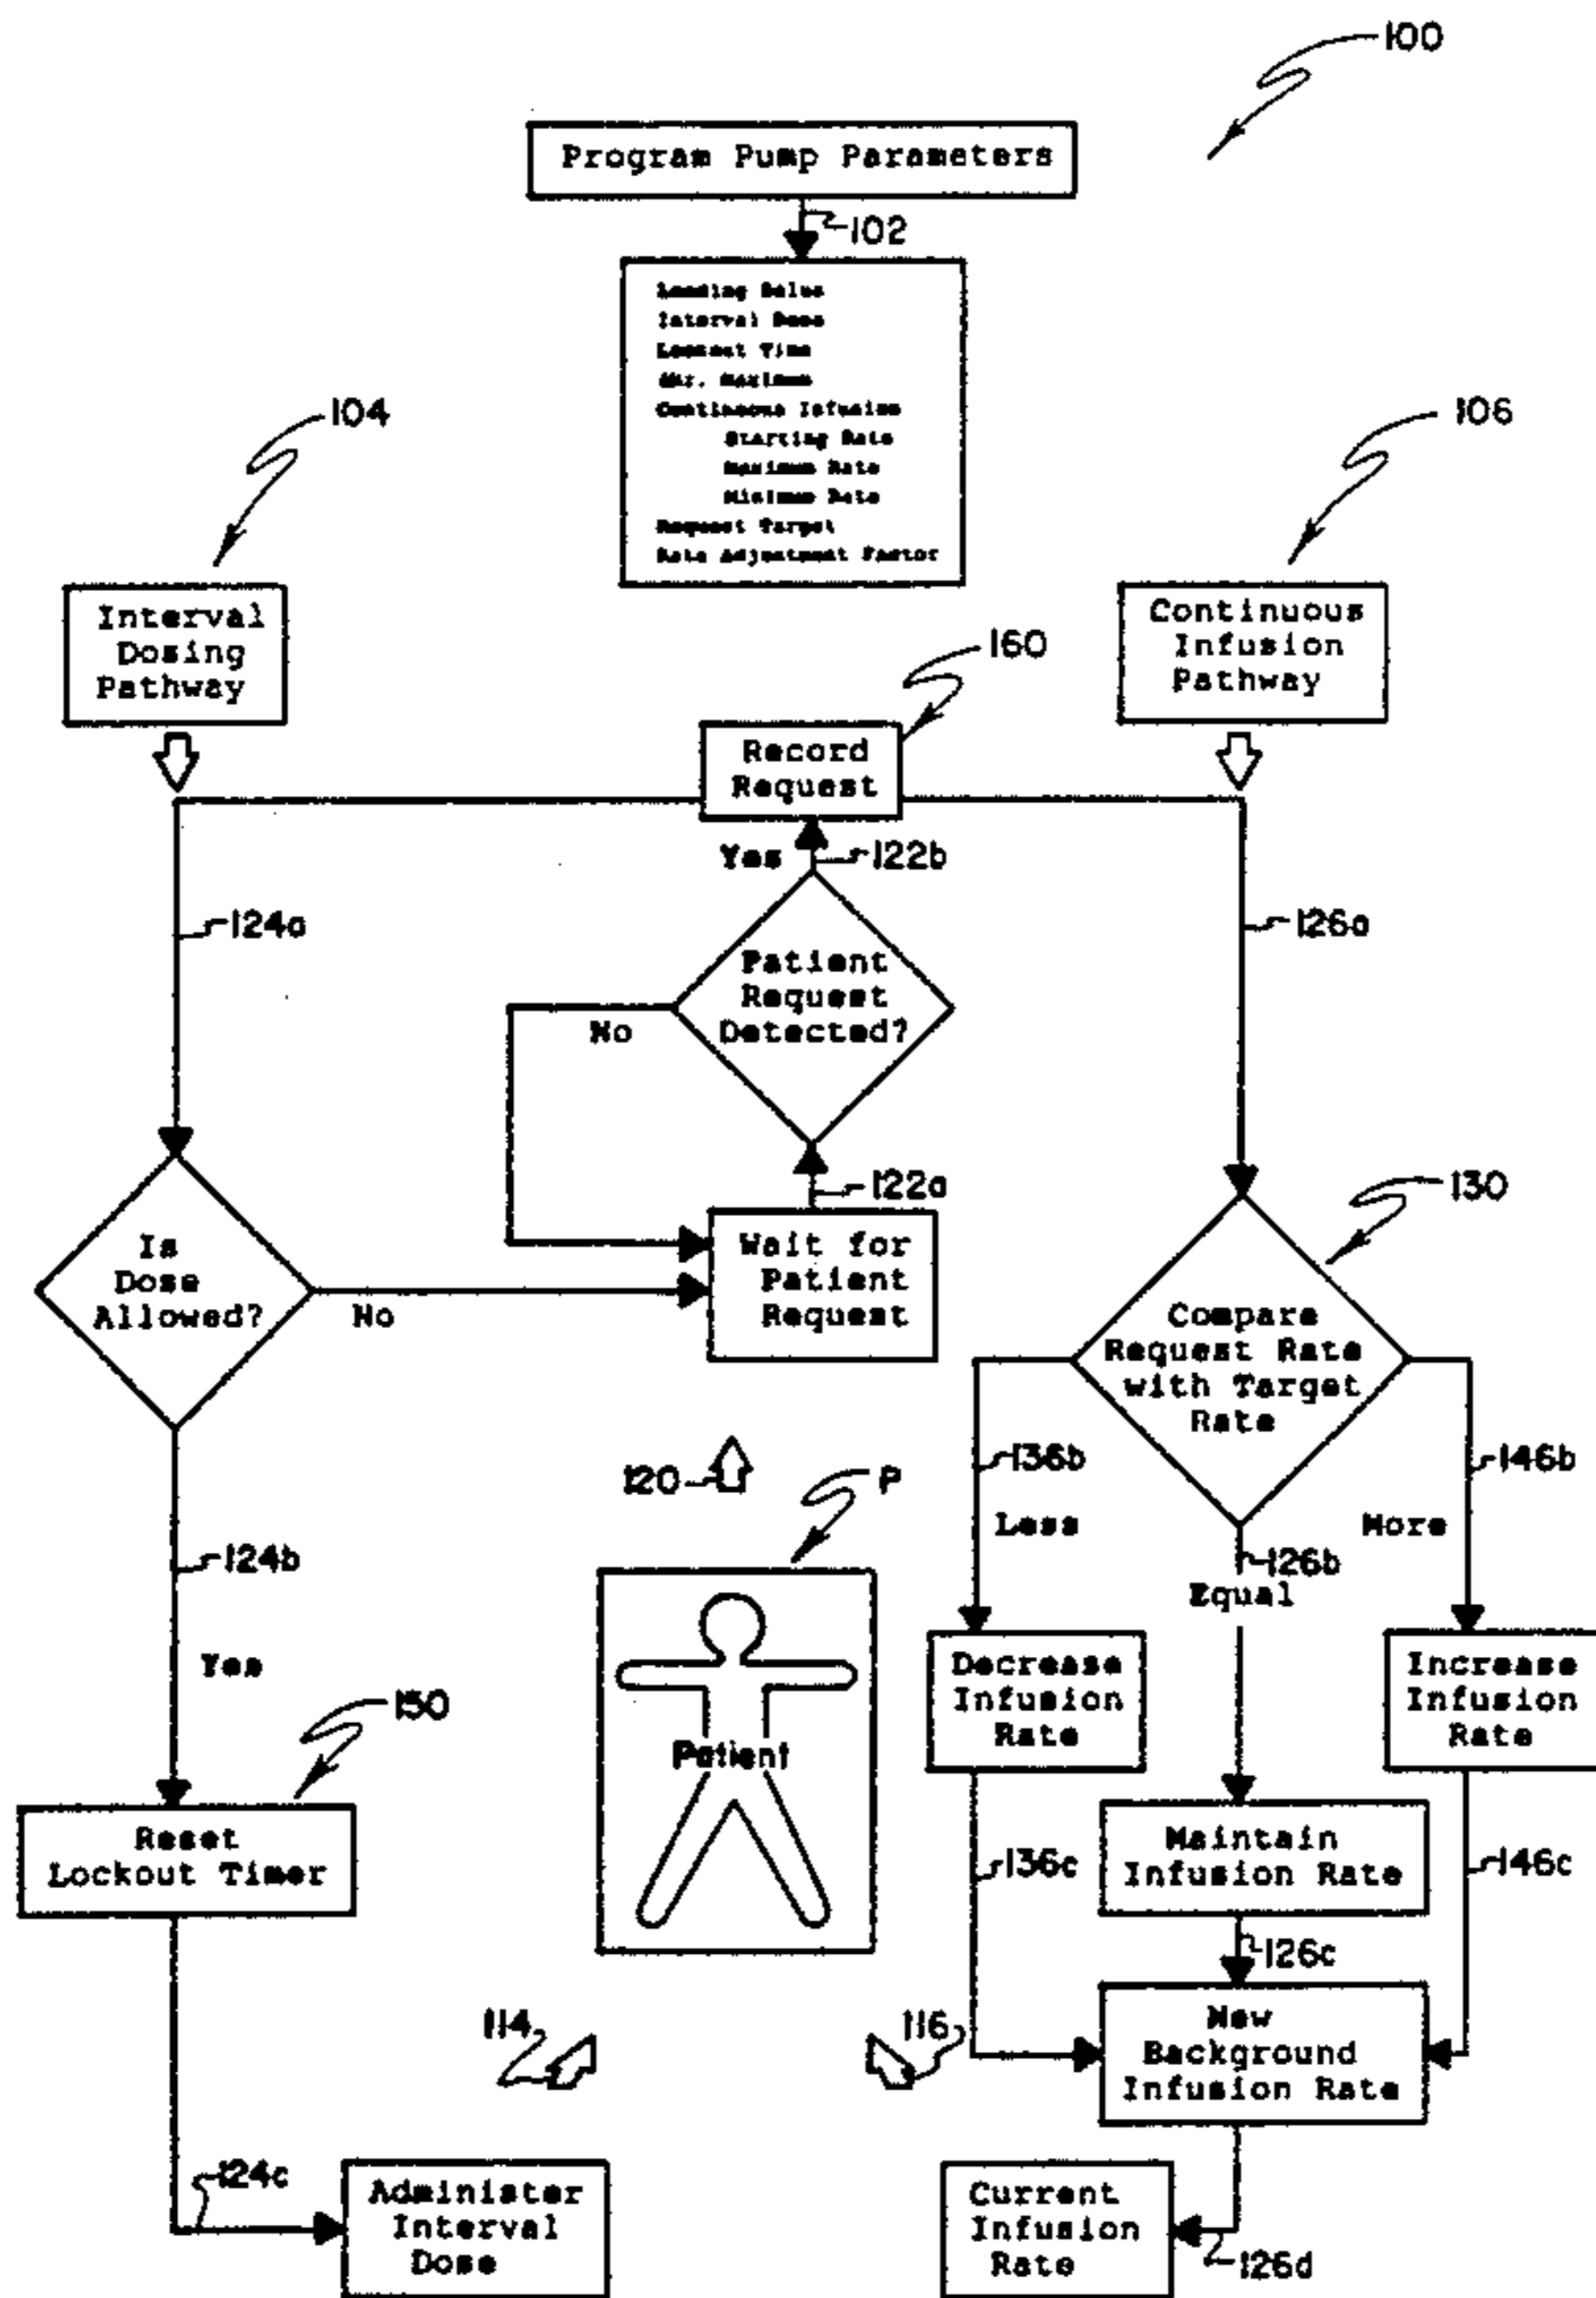 100
Program Pump Parameters
102
Loading Bolus
Interval Dose
Lockout Time
4hr. Maximum
Continuous Infusion
Starting Rate
Maximum Rate
Minimum Rate
Request Target
Rate Adjustment Factor
104
106
Interval
Dosing
Pathway
Continuous
Infusion
Pathway
160
Record
Request
Yes
122b
124a
126a
Patient
Request
Detected?
No
122a
130
Is
Dose
Allowed?
No
Wait for
Patient
Request
Compare
Request Rate
with Target
Rate
136b
146b
120
P
Less
More
126b
Equal
124b
Yes
150
Patient
Decrease
Infusion
Rate
Increase
Infusion
Rate
Reset
Lockout Timer
136c
Maintain
Infusion Rate
146c
126c
114
116
New
Background
Infusion Rate
124c
Administer
Interval
Dose
Current
Infusion
Rate
126d